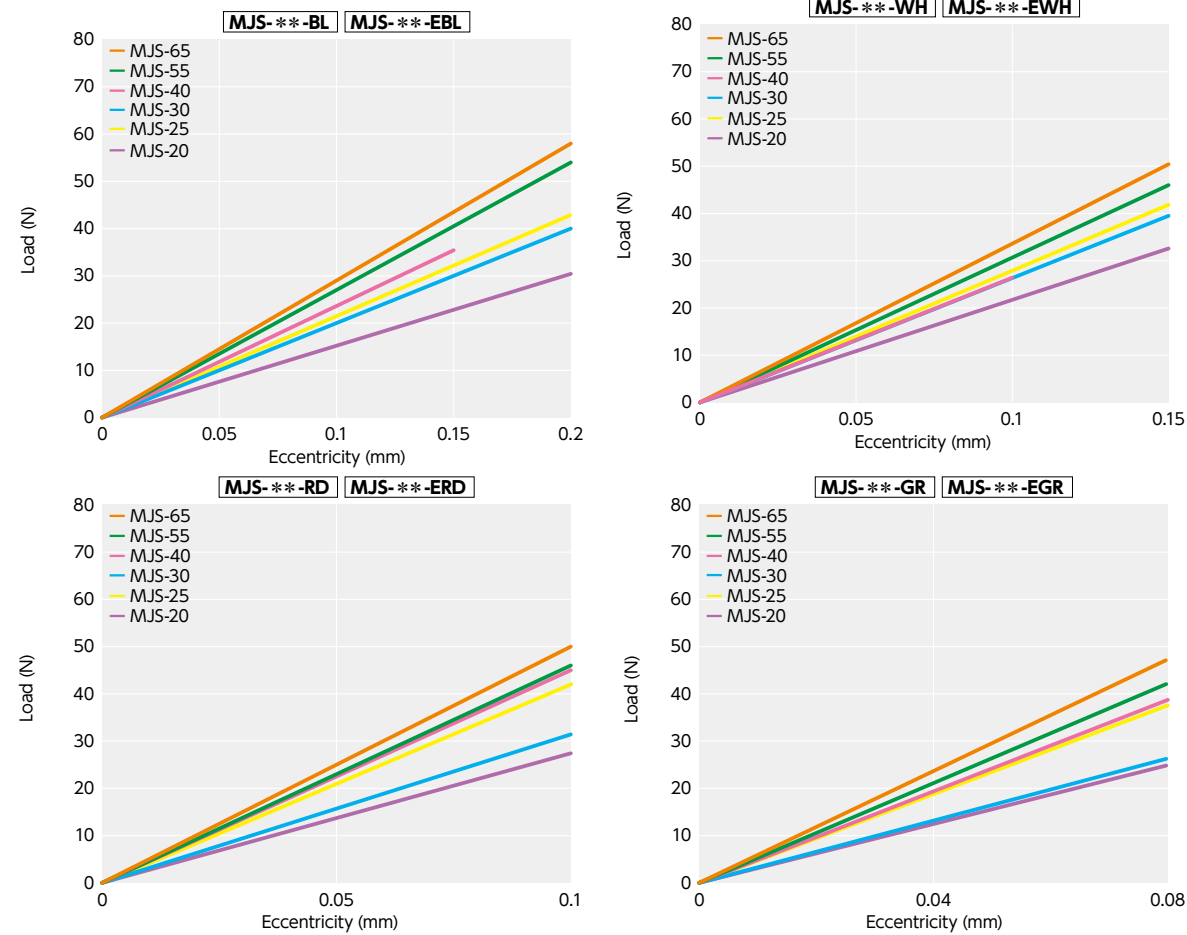 MJS-**-BL MJS-**-EBL
80
70
60
50
40
30
20
10
0
Load (N)
MJS-65
MJS-55
MJS-40
MJS-30
MJS-25
MJS-20
0 0.05 0.1 0.15 0.2
Eccentricity (mm)
MJS-**-WH MJS-**-EWH
80
70
60
50
40
30
20
10
0
Load (N)
MJS-65
MJS-55
MJS-40
MJS-30
MJS-25
MJS-20
0 0.05 0.1 0.15
Eccentricity (mm)
MJS-**-RD MJS-**-ERD
80
70
60
50
40
30
20
10
0
Load (N)
MJS-65
MJS-55
MJS-40
MJS-30
MJS-25
MJS-20
0 0.05 0.1
Eccentricity (mm)
MJS-**-GR MJS-**-EGR
80
70
60
50
40
30
20
10
0
Load (N)
MJS-65
MJS-55
MJS-40
MJS-30
MJS-25
MJS-20
0 0.04 0.08
Eccentricity (mm)